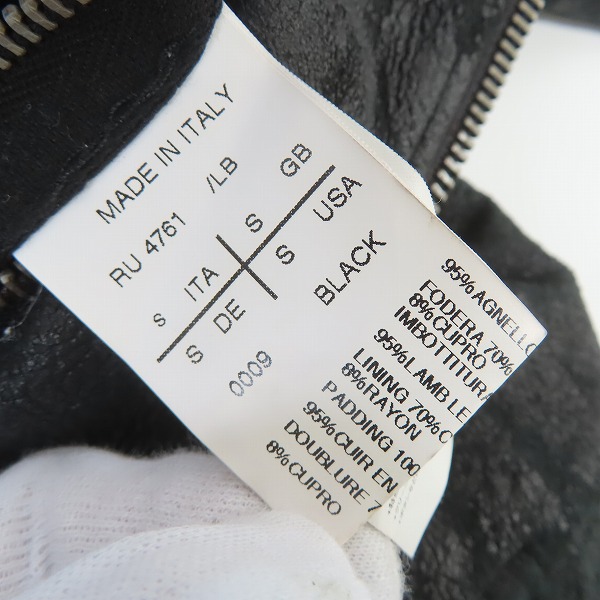 MADE IN ITALY
RU 4761 /LB
S ITA S GB
S DE S USA
0009 BLACK
95%AGNELLO
FODERA 70%
8%CUPRO
IMBOTTITURA
95%LAMB LE
LINING 70%
8%RAYON
PADDING 100
95%CUIR EN
DOUBLURE 7
8%CUPRO